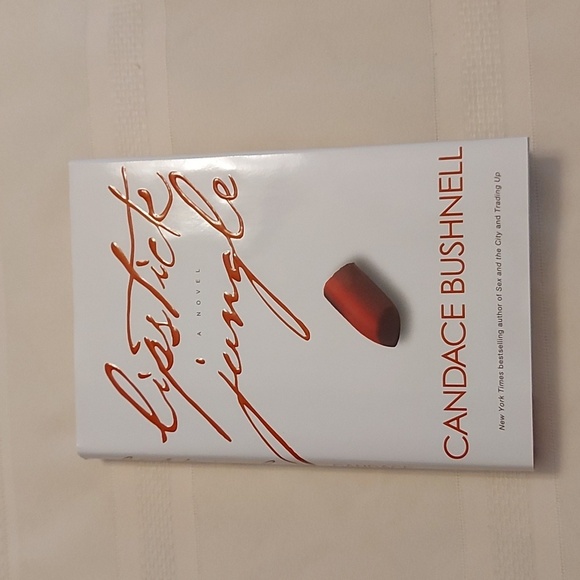 lipstick
jungle
A NOVEL
CANDACE BUSHNELL
New York Times bestselling author of Sex and the City and Trading Up